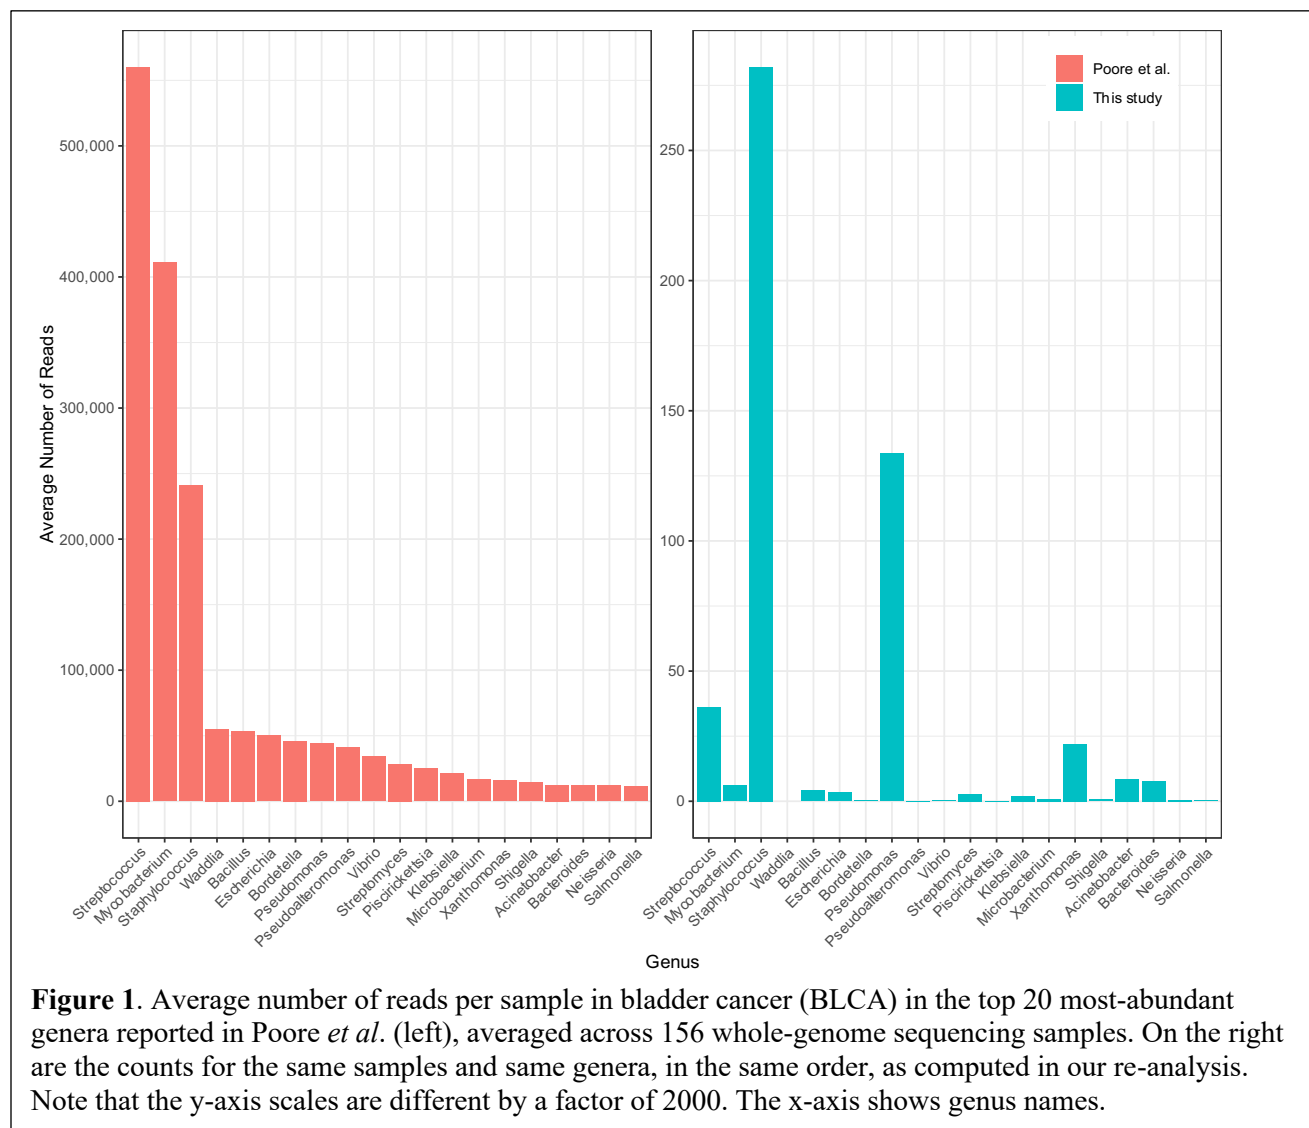 Poore et al.
This study
Average Number of Reads
500,000
400,000
300,000
200,000
100,000
0
250
200
150
100
50
0
Streptococcus
Mycobacterium
Staphylococcus
Waddlia
Bacillus
Escherichia
Bordetella
Pseudomonas
Pseudoalteromonas
Vibrio
Streptomyces
Piscirickettsia
Klebsiella
Microbacterium
Xanthomonas
Shigella
Acinetobacter
Bacteroides
Neisseria
Salmonella
Streptococcus
Mycobacterium
Staphylococcus
Waddlia
Bacillus
Escherichia
Bordetella
Pseudomonas
Pseudoalteromonas
Vibrio
Streptomyces
Piscirickettsia
Klebsiella
Microbacterium
Xanthomonas
Shigella
Acinetobacter
Bacteroides
Neisseria
Salmonella
Genus
Figure 1. Average number of reads per sample in bladder cancer (BLCA) in the top 20 most-abundant
genera reported in Poore et al. (left), averaged across 156 whole-genome sequencing samples. On the right
are the counts for the same samples and same genera, in the same order, as computed in our re-analysis.
Note that the y-axis scales are different by a factor of 2000. The x-axis shows genus names.